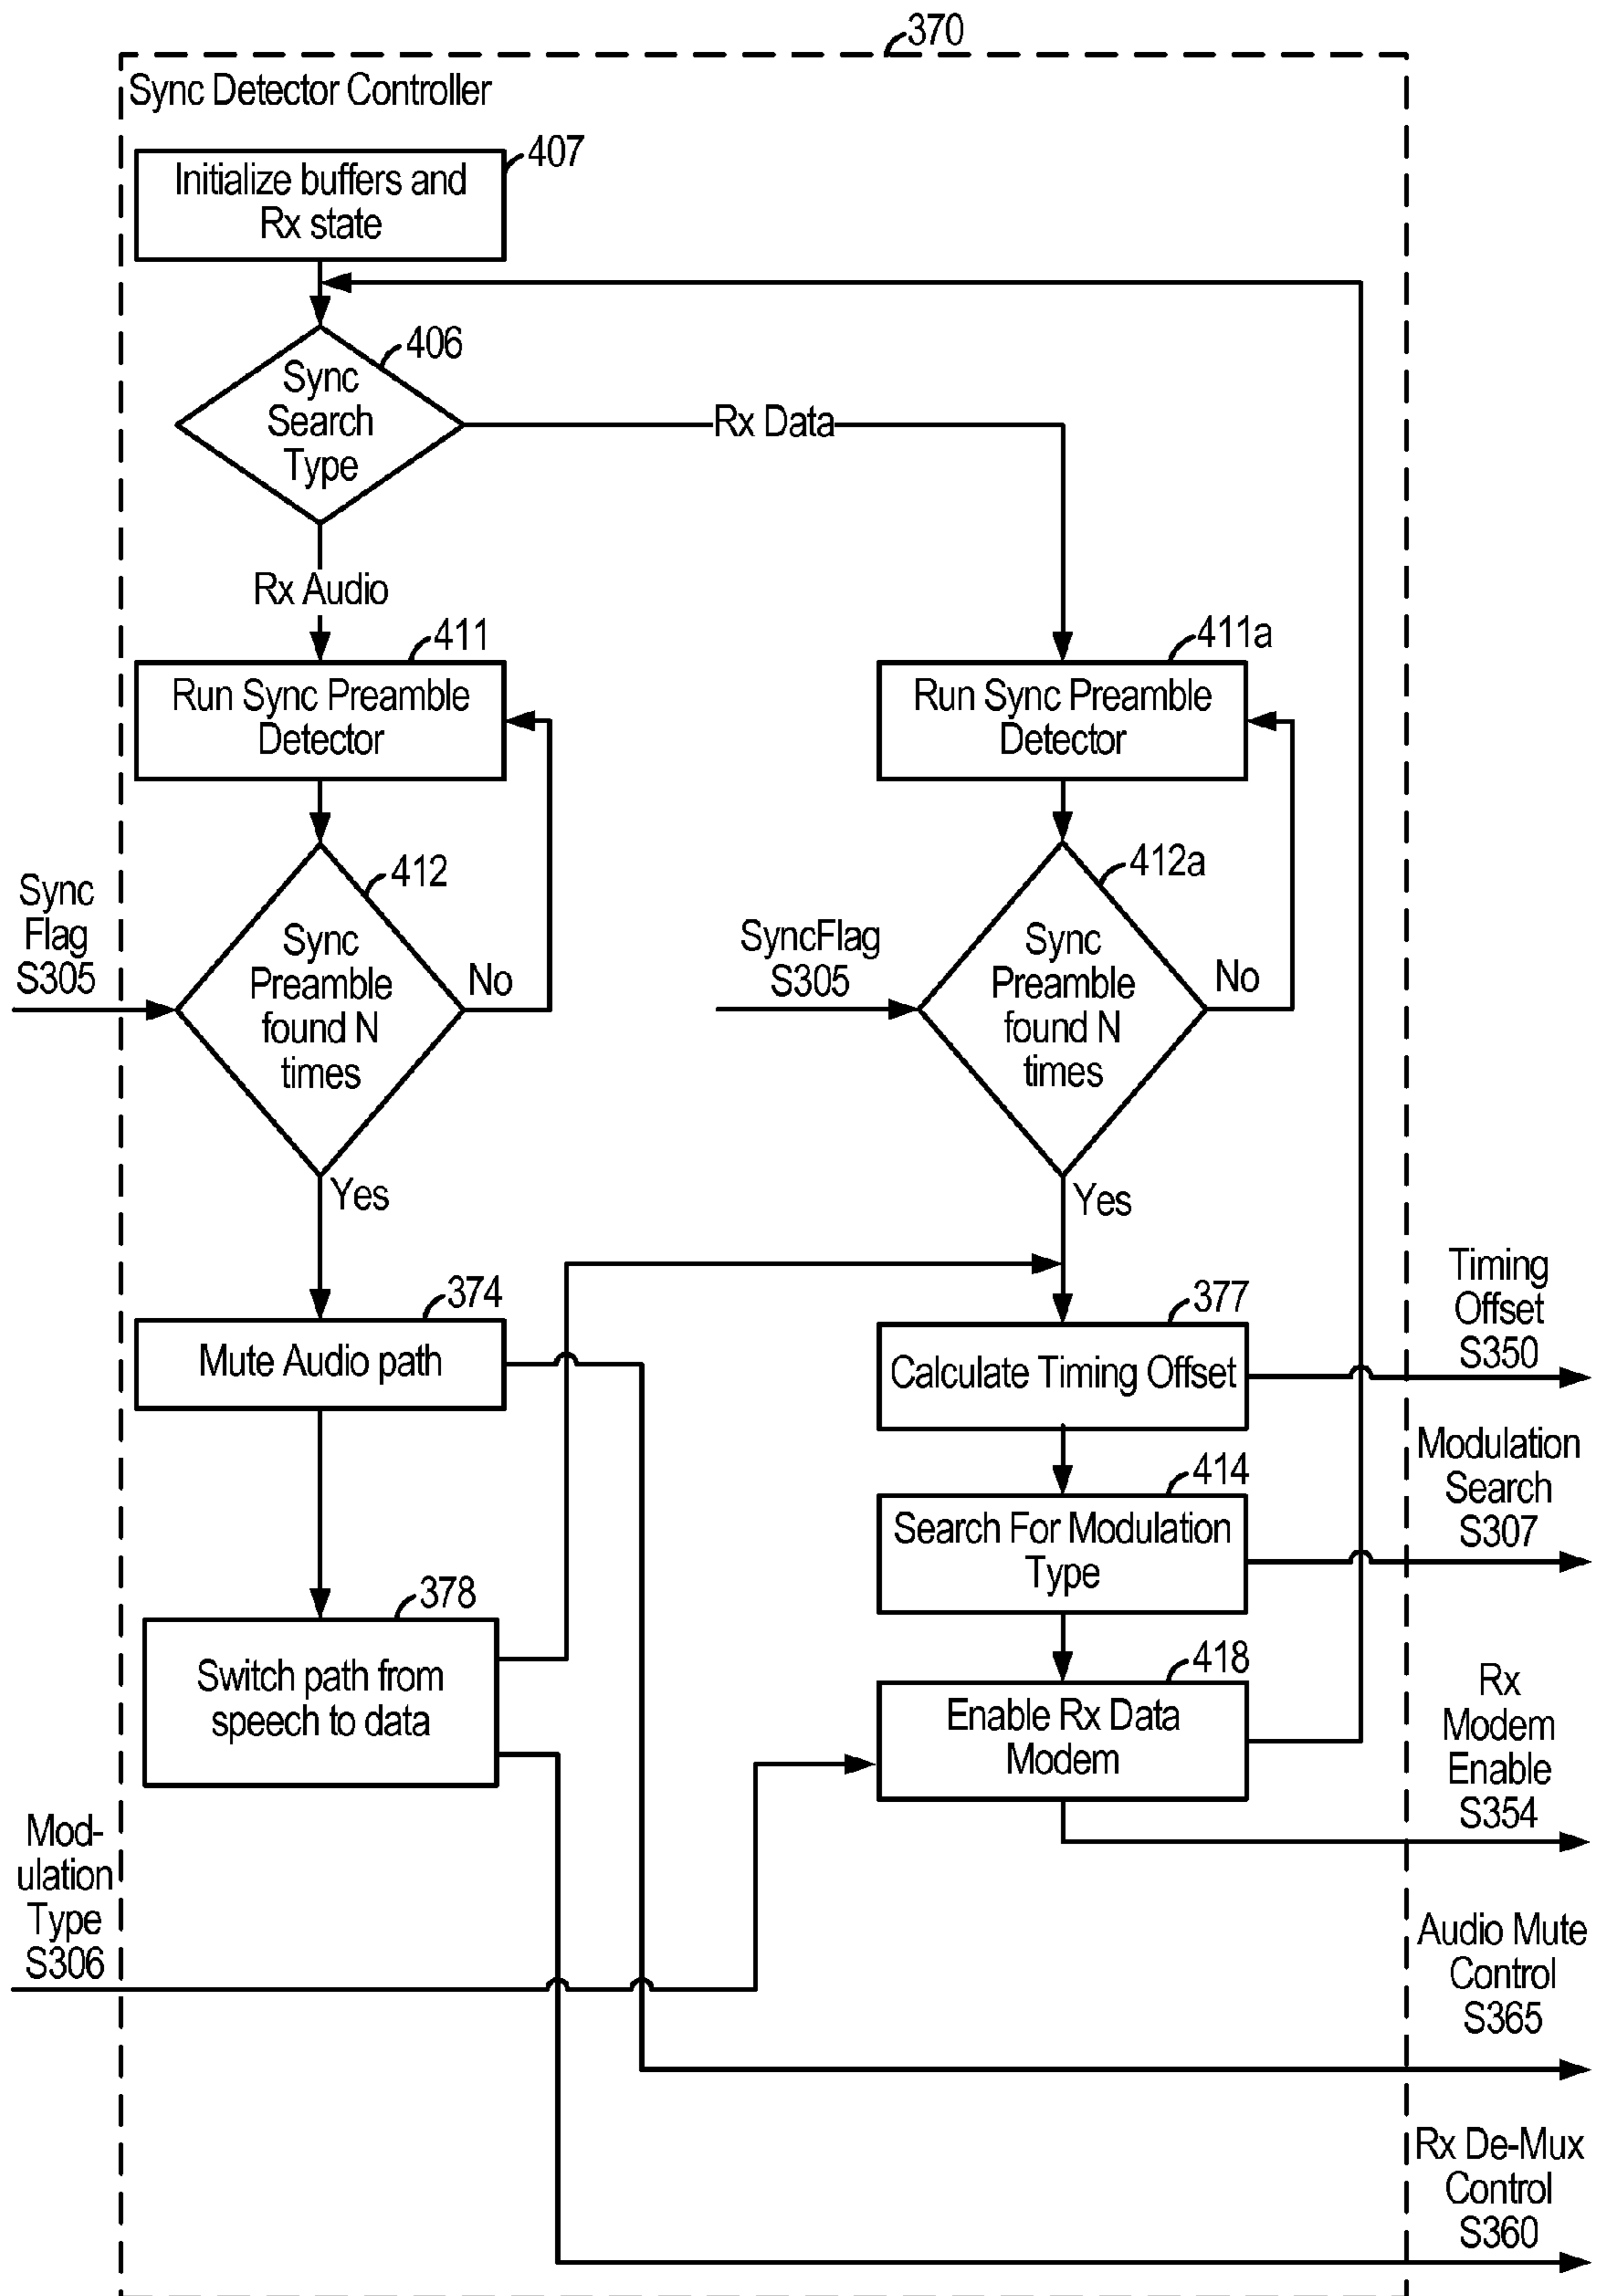 370
Sync Detector Controller
407
Initialize buffers and
Rx state
406
Sync
Search
Type
Rx Data
Rx Audio
411
Run Sync Preamble
Detector
411a
Run Sync Preamble
Detector
412
Sync
Flag
S305
Sync
Preamble
found N
times
No
Yes
412a
SyncFlag
S305
Sync
Preamble
found N
times
No
Yes
374
Mute Audio path
377
Calculate Timing Offset
Timing
Offset
S350
414
Search For Modulation
Type
Modulation
Search
S307
378
Switch path from
speech to data
418
Enable Rx Data
Modem
Rx
Modem
Enable
S354
Mod-
ulation
Type
S306
Audio Mute
Control
S365
Rx De-Mux
Control
S360